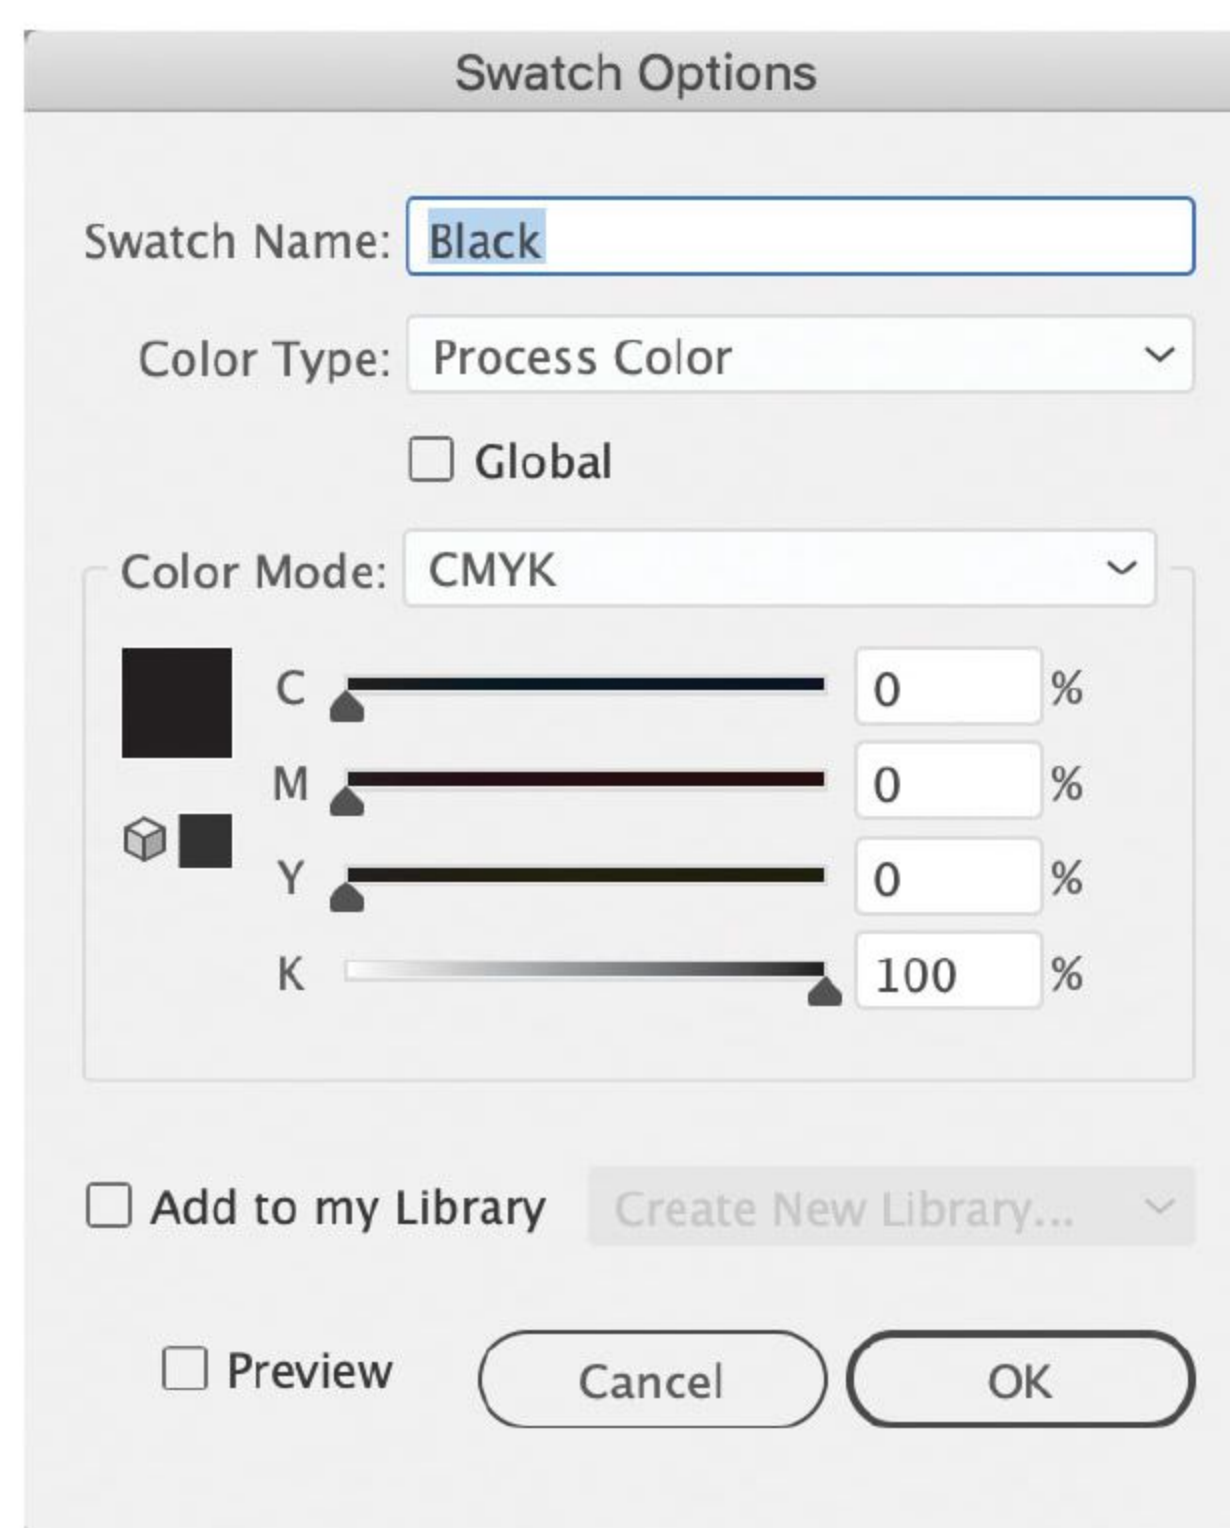 Swatch Options
Swatch Name: Black
Color Type: Process Color
Global
Color Mode: CMYK
C 0 %
M 0 %
Y 0 %
K 100 %
Add to my Library Create New Library...
Preview Cancel OK